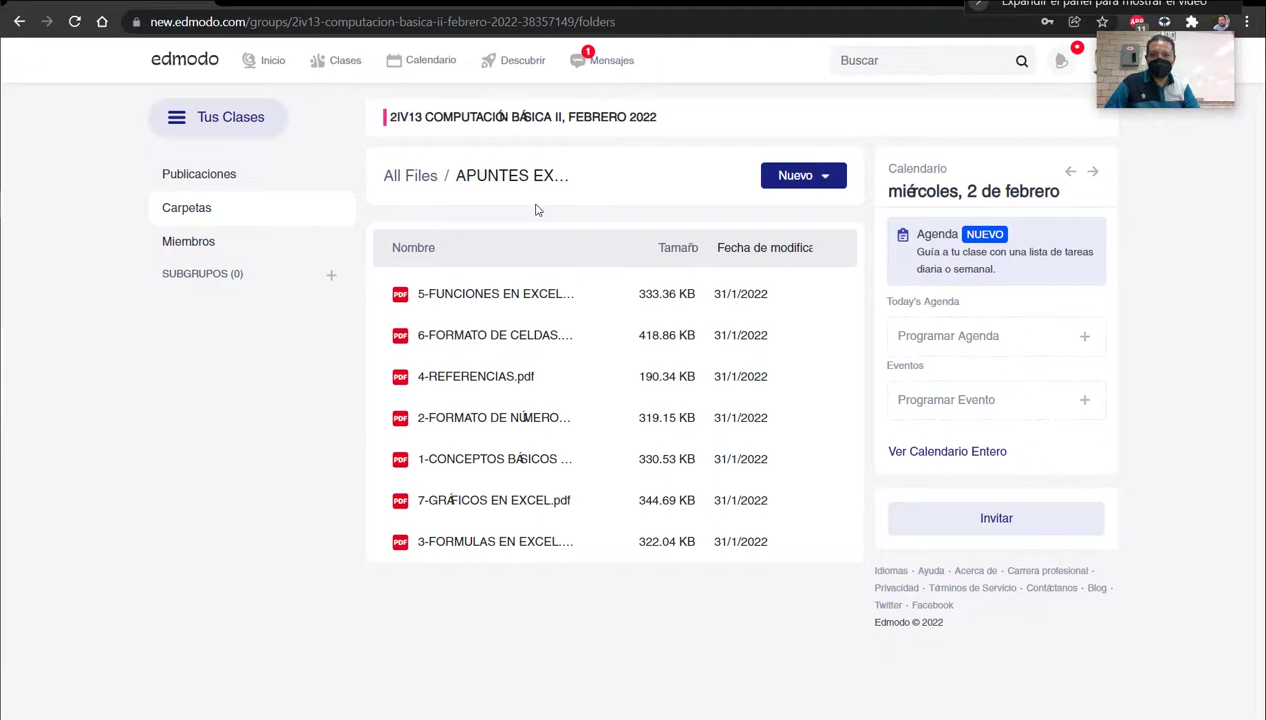 Expandir el panel para mostrar el video
new.edmodo.com/groups/2iv13-computacion-basica-ii-febrero-2022-38357149/folders
11
edmodo
Inicio
Clases
Calendario
Descubrir
1
Mensajes
Buscar
Tus Clases
Publicaciones
Carpetas
Miembros
SUBGRUPOS (0)
2IV13 COMPUTACIÓN BÁSICA II, FEBRERO 2022
All Files / APUNTES EX...
Nuevo
Nombre Tamaño Fecha de modifica
PDF 5-FUNCIONES EN EXCEL... 333.36 KB 31/1/2022
PDF 6-FORMATO DE CELDAS.... 418.86 KB 31/1/2022
PDF 4-REFERENCIAS.pdf 190.34 KB 31/1/2022
PDF 2-FORMATO DE NÚMERO... 319.15 KB 31/1/2022
PDF 1-CONCEPTOS BÁSICOS ... 330.53 KB 31/1/2022
PDF 7-GRÁFICOS EN EXCEL.pdf 344.69 KB 31/1/2022
PDF 3-FORMULAS EN EXCEL.... 322.04 KB 31/1/2022
Calendario
miércoles, 2 de febrero
Agenda NUEVO
Guía a tu clase con una lista de tareas
diaria o semanal.
Today's Agenda
Programar Agenda
Eventos
Programar Evento
Ver Calendario Entero
Invitar
Idiomas - Ayuda - Acerca de - Carrera profesional -
Privacidad - Términos de Servicio - Contáctanos - Blog -
Twitter - Facebook
Edmodo © 2022